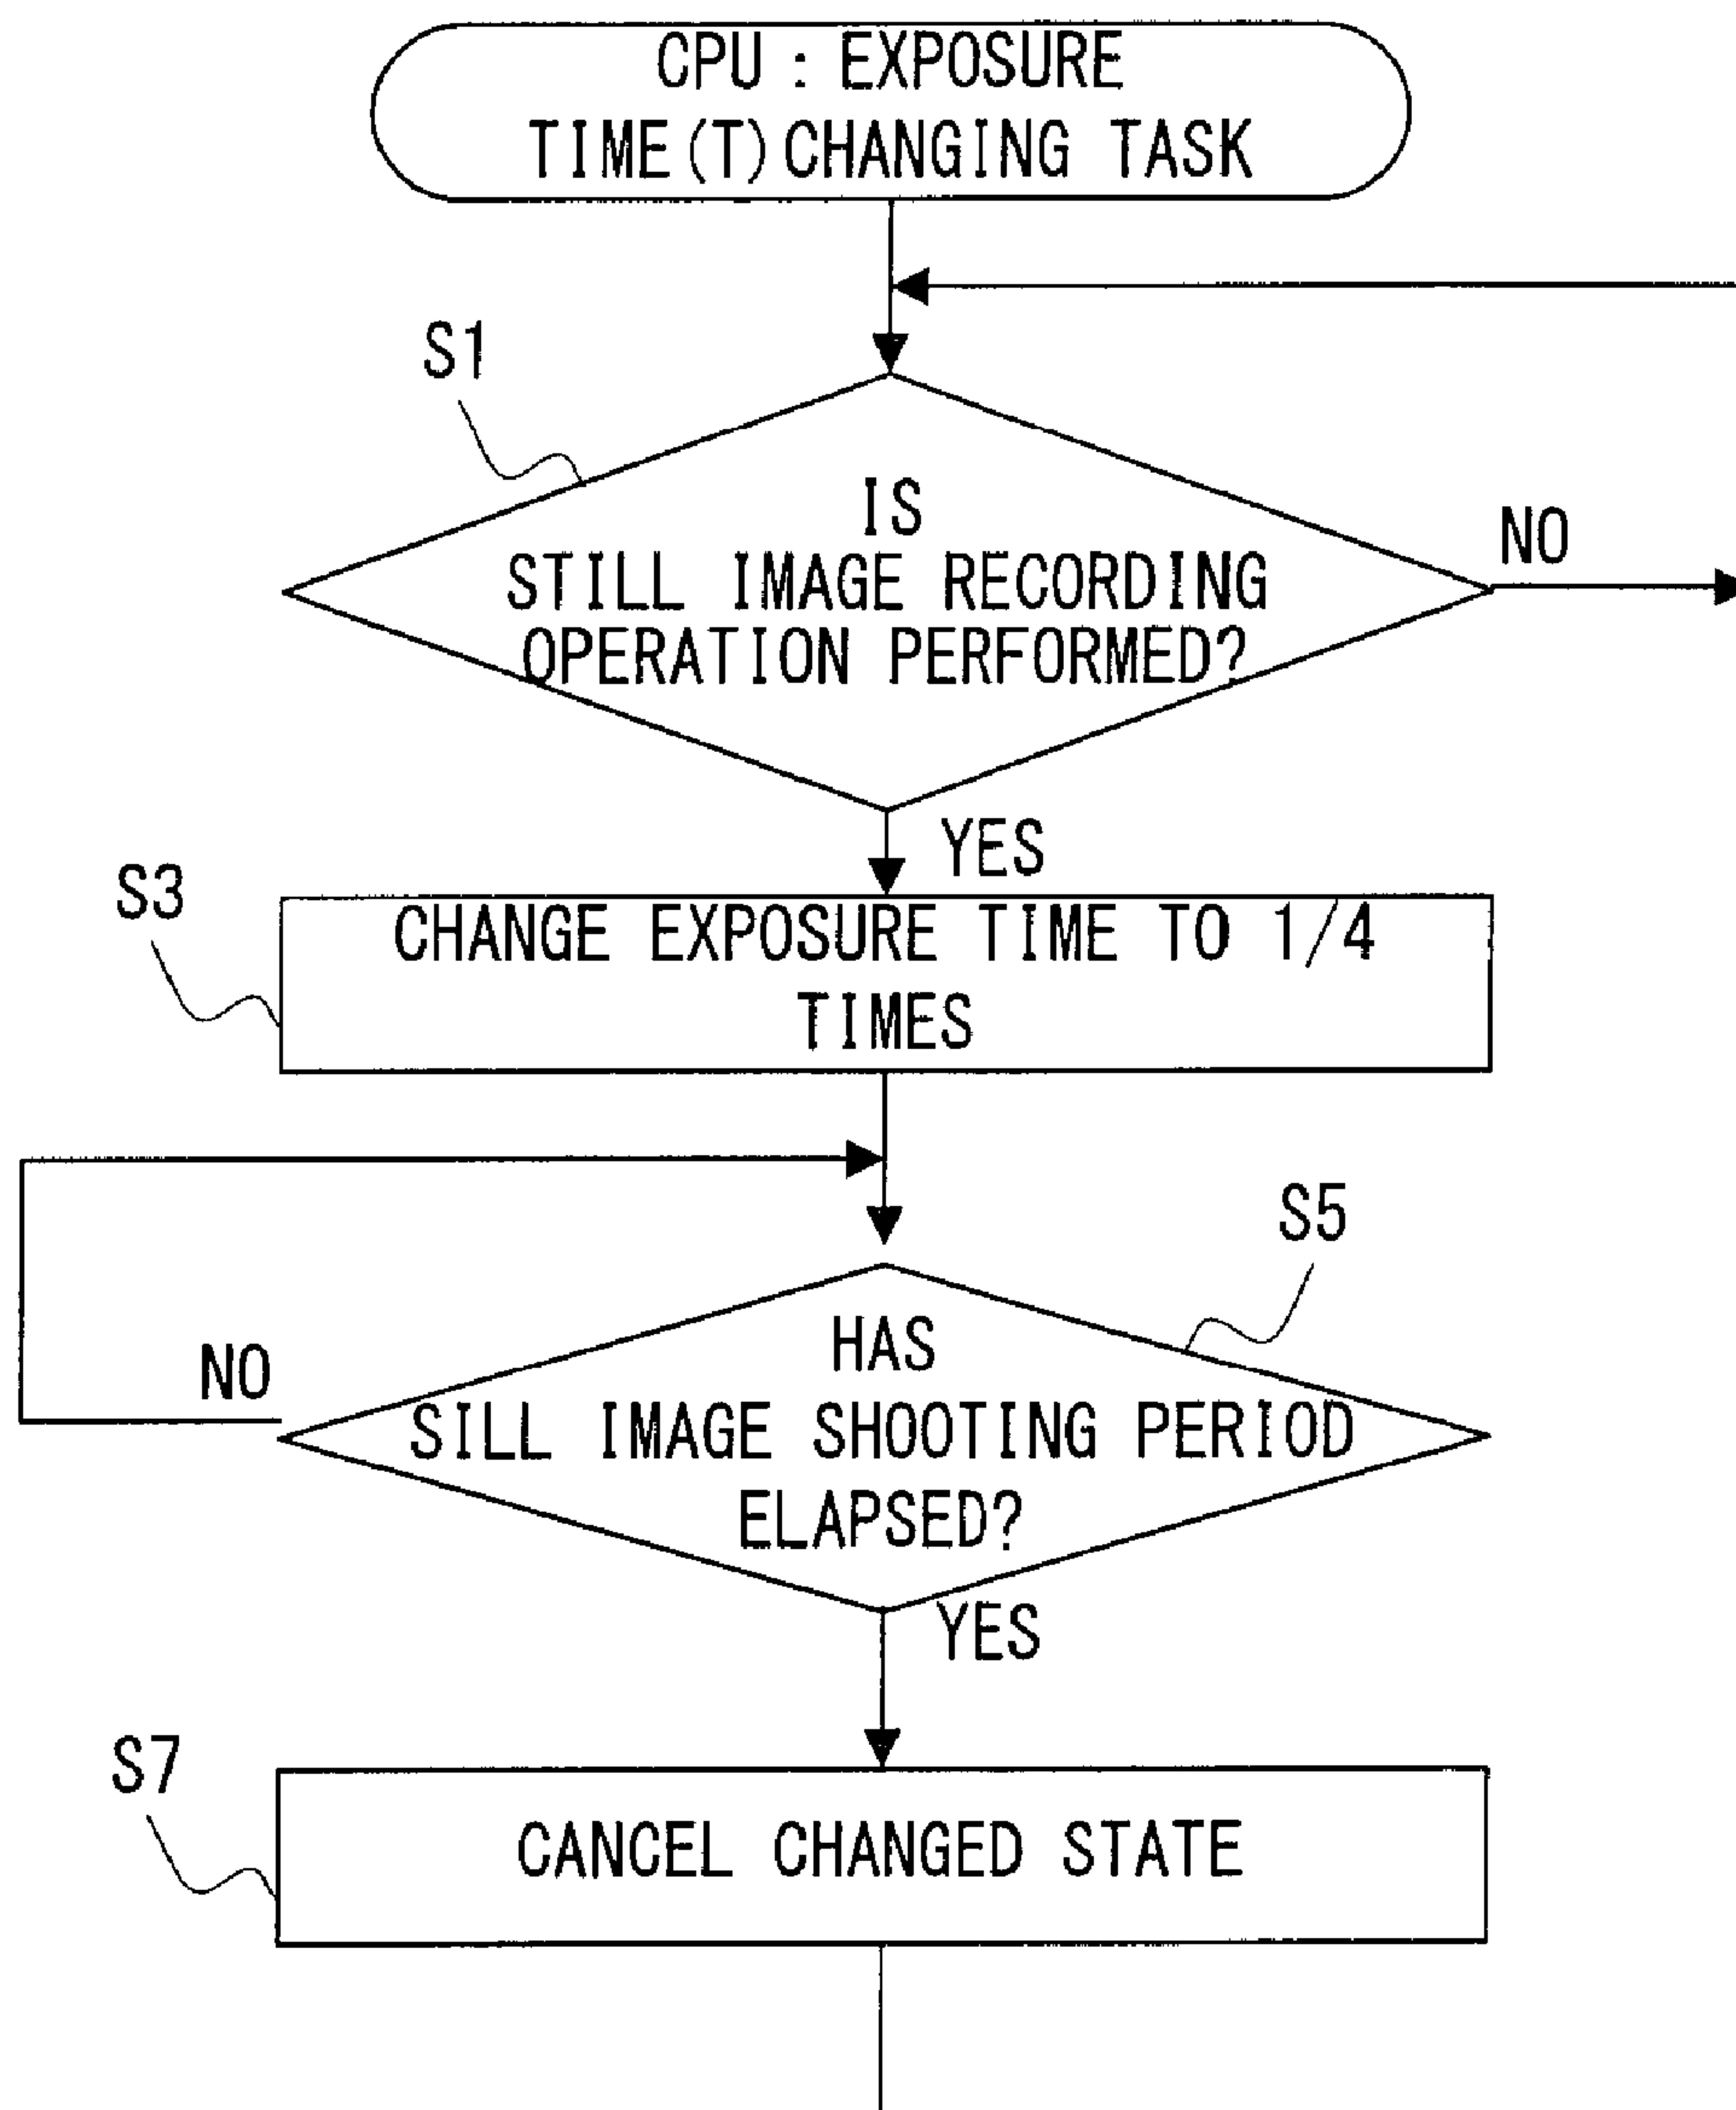 CPU : EXPOSURE
TIME(T)CHANGING TASK
S1
IS
STILL IMAGE RECORDING
OPERATION PERFORMED?
NO
YES
S3
CHANGE EXPOSURE TIME TO 1/4
TIMES
S5
HAS
SILL IMAGE SHOOTING PERIOD
ELAPSED?
NO
YES
S7
CANCEL CHANGED STATE